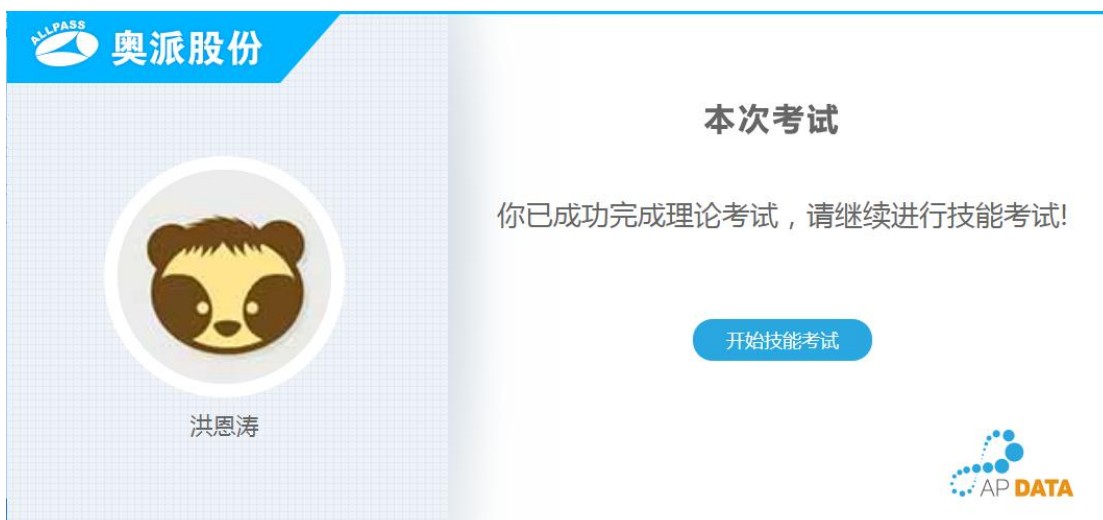 ALLPASS
奥派股份
洪恩涛
本次考试
你已成功完成理论考试，请继续进行技能考试!
开始技能考试
AP DATA